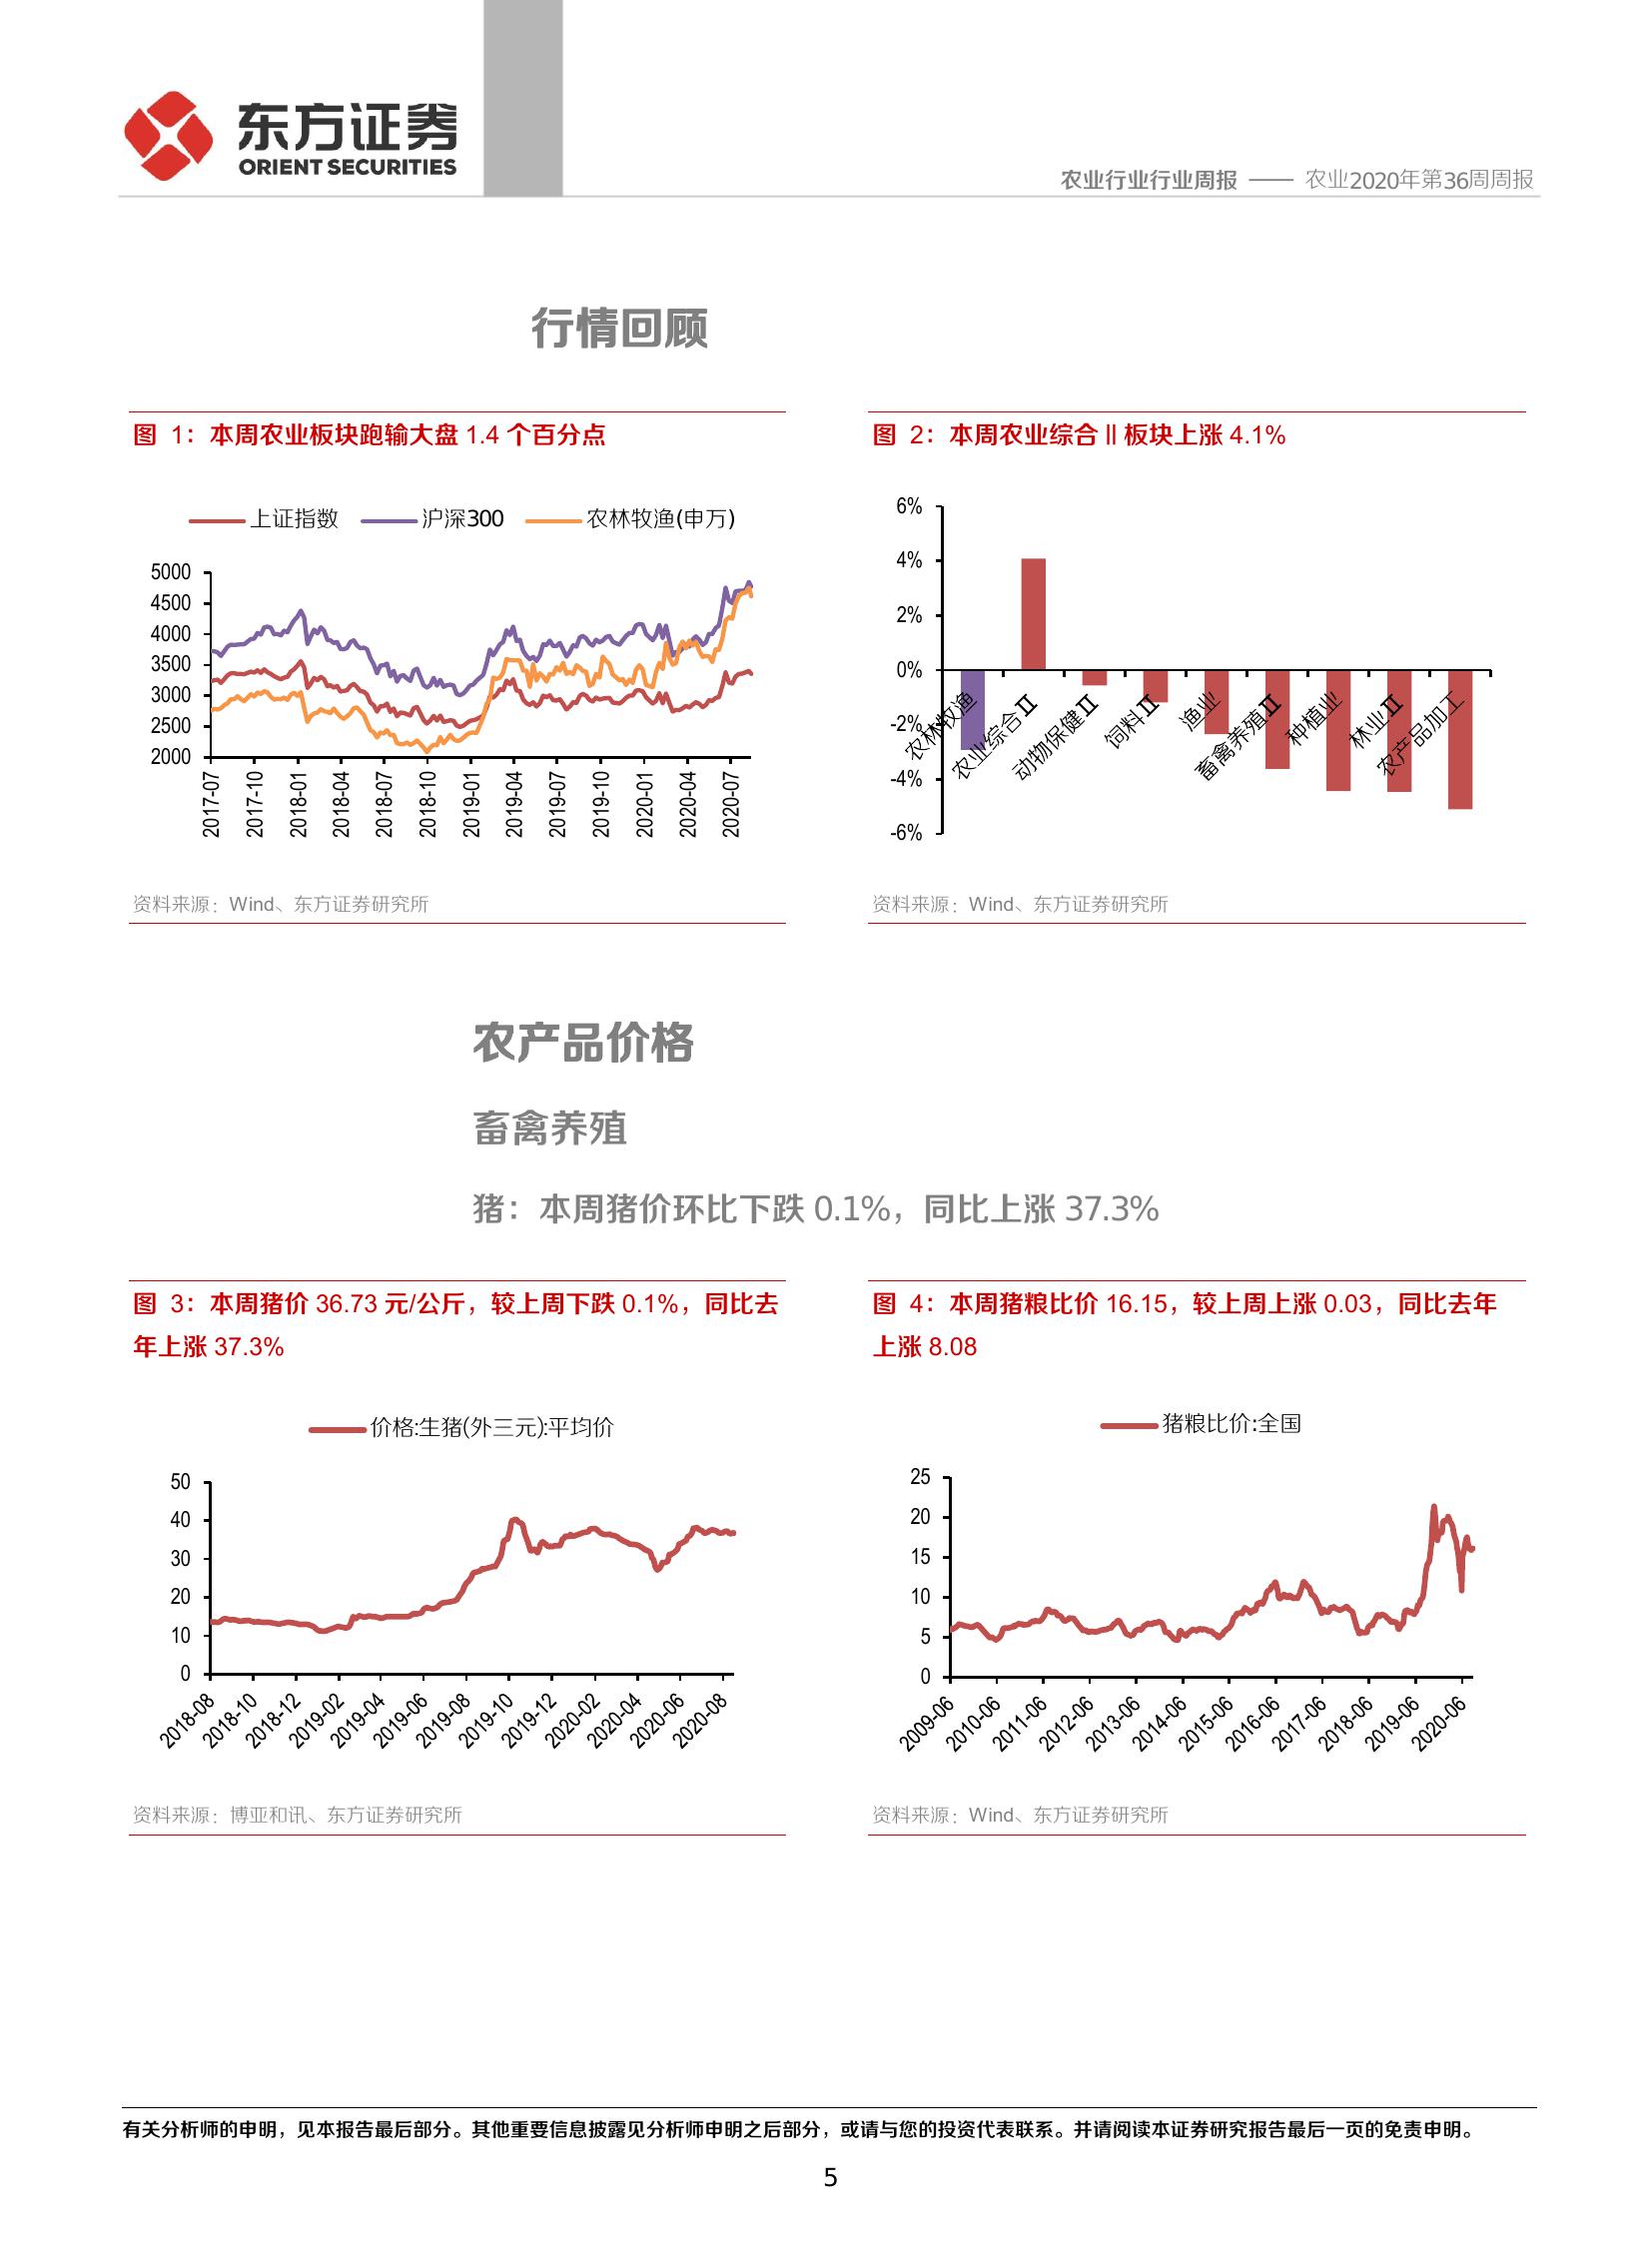 东方证券
ORIENT SECURITIES
农业行业行业周报 —— 农业2020年第36周周报
行情回顾
图 1：本周农业板块跑输大盘 1.4 个百分点
上证指数 沪深300 农林牧渔(申万)
5000
4500
4000
3500
3000
2500
2000
2017-07 2017-10 2018-01 2018-04 2018-07 2018-10 2019-01 2019-04 2019-07 2019-10 2020-01 2020-04 2020-07
资料来源：Wind、东方证券研究所
图 2：本周农业综合Ⅱ板块上涨 4.1%
6%
4%
2%
0%
-2%
-4%
-6%
农林牧渔 农业综合Ⅱ 动物保健Ⅱ 饲料Ⅱ 渔业 畜禽养殖Ⅱ 种植业 林业Ⅱ 农产品加工
资料来源：Wind、东方证券研究所
农产品价格
畜禽养殖
猪：本周猪价环比下跌 0.1%，同比上涨 37.3%
图 3：本周猪价 36.73 元/公斤，较上周下跌 0.1%，同比去
年上涨 37.3%
价格:生猪(外三元):平均价
50
40
30
20
10
0
2018-08 2018-10 2018-12 2019-02 2019-04 2019-06 2019-08 2019-10 2019-12 2020-02 2020-04 2020-06 2020-08
资料来源：博亚和讯、东方证券研究所
图 4：本周猪粮比价 16.15，较上周上涨 0.03，同比去年
上涨 8.08
猪粮比价:全国
25
20
15
10
5
0
2009-06 2010-06 2011-06 2012-06 2013-06 2014-06 2015-06 2016-06 2017-06 2018-06 2019-06 2020-06
资料来源：Wind、东方证券研究所
有关分析师的申明，见本报告最后部分。其他重要信息披露见分析师申明之后部分，或请与您的投资代表联系。并请阅读本证券研究报告最后一页的免责申明。
5